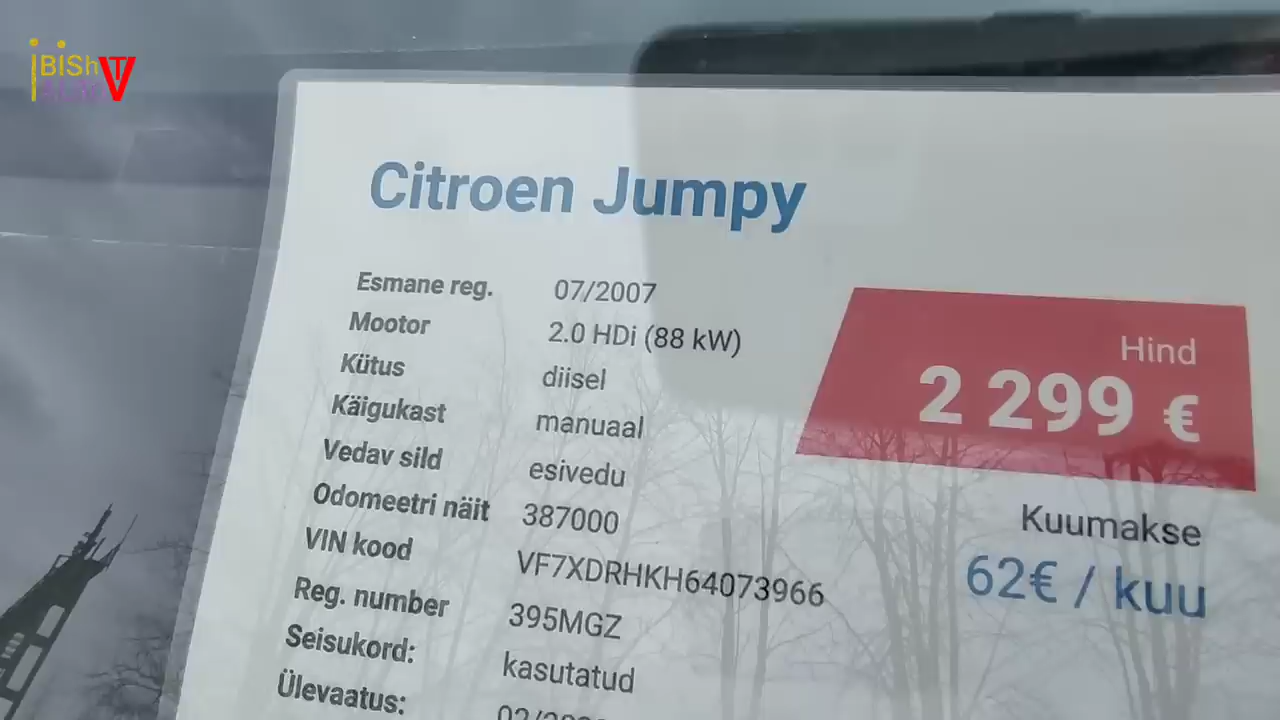 Citroen Jumpy
Esmane reg. 07/2007
Mootor 2.0 HDi (88 kW)
Kütus diisel
Käigukast manuaal
Vedav sild esivedu
Odomeetri näit 387000
VIN kood VF7XDRHKH64073966
Reg. number 395MGZ
Seisukord: kasutatud
Ülevaatus:
Hind
2 299 €
Kuumakse
62€ / kuu